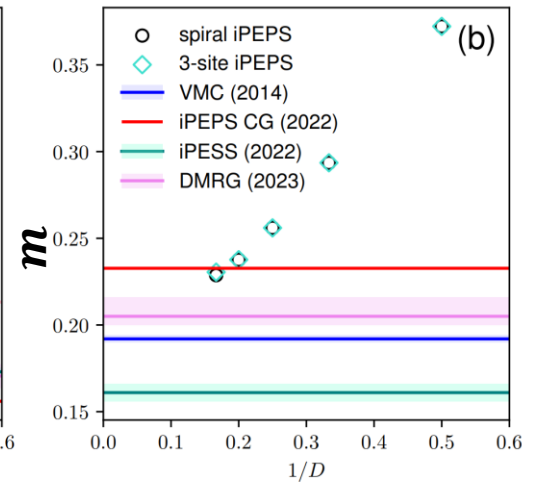 (b)
spiral iPEPS
3-site iPEPS
VMC (2014)
iPEPS CG (2022)
iPESS (2022)
DMRG (2023)
m
0.35
0.30
0.25
0.20
0.15
0.0 0.1 0.2 0.3 0.4 0.5 0.6
.6
1/D